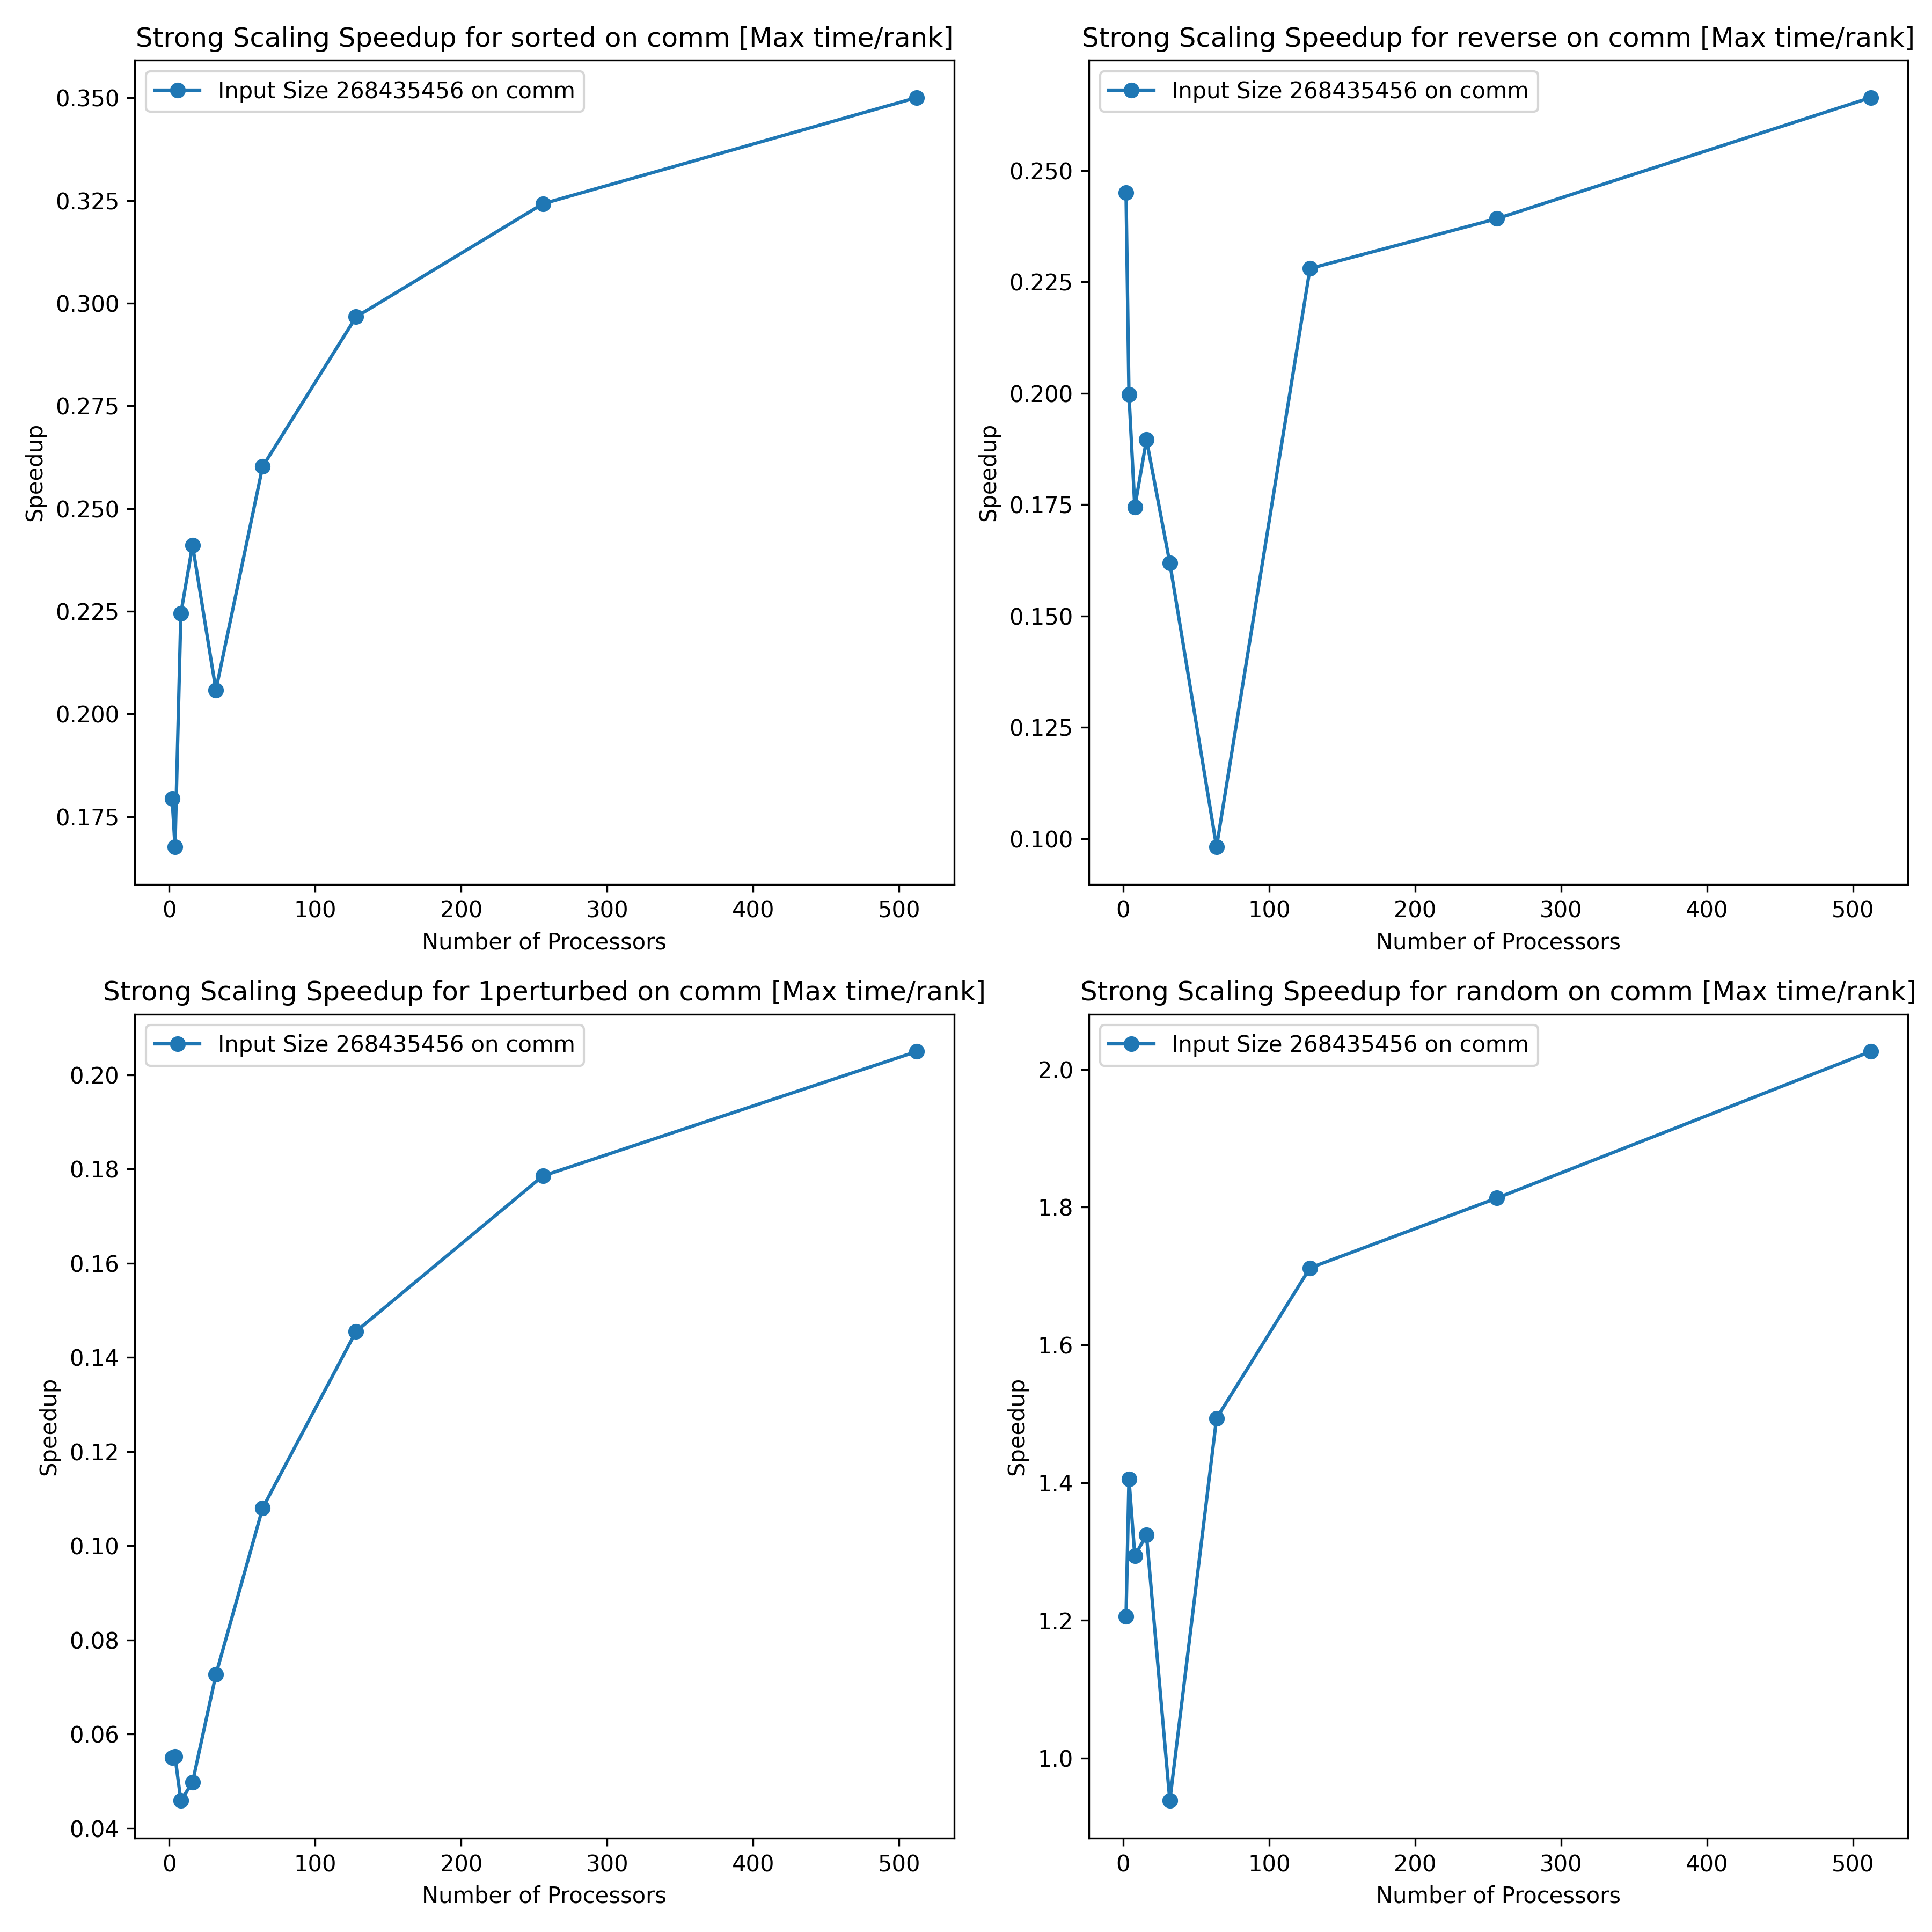 Strong Scaling Speedup for sorted on comm [Max time/rank]
Input Size 268435456 on comm
0.350
0.325
0.300
0.275
0.250
0.225
0.200
0.175
Speedup
0 100 200 300 400 500
Number of Processors
Strong Scaling Speedup for reverse on comm [Max time/rank]
Input Size 268435456 on comm
0.250
0.225
0.200
0.175
0.150
0.125
0.100
Speedup
0 100 200 300 400 500
Number of Processors
Strong Scaling Speedup for 1perturbed on comm [Max time/rank]
Input Size 268435456 on comm
0.20
0.18
0.16
0.14
0.12
0.10
0.08
0.06
0.04
Speedup
0 100 200 300 400 500
Number of Processors
Strong Scaling Speedup for random on comm [Max time/rank]
Input Size 268435456 on comm
2.0
1.8
1.6
1.4
1.2
1.0
Speedup
0 100 200 300 400 500
Number of Processors